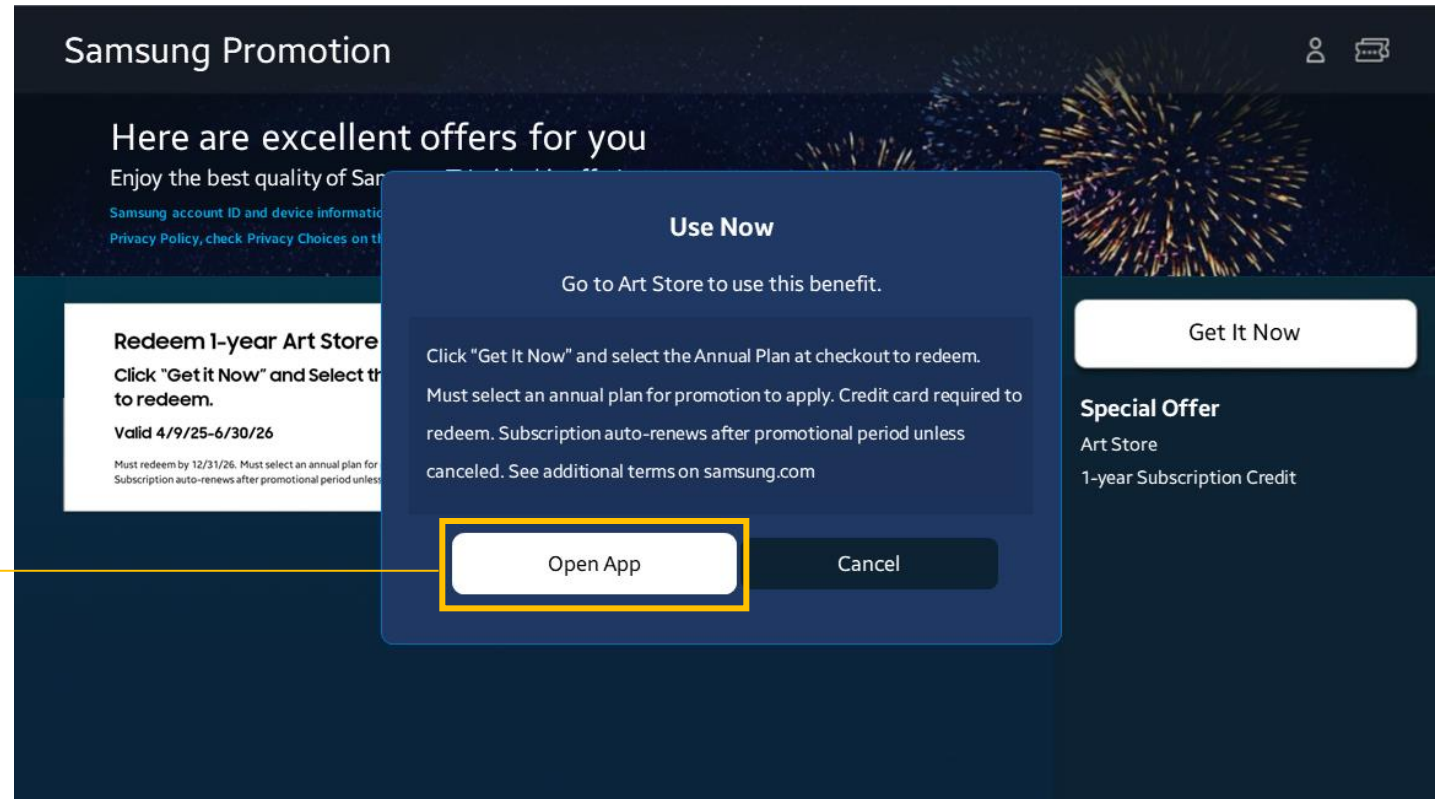 Samsung Promotion
Here are excellent offers for you
Enjoy the best quality of
Samsung account ID and device
Privacy Policy, check Privacy Choices on
Use Now
Go to Art Store to use this benefit.
Click "Get It Now" and select the Annual Plan at checkout to redeem.
Must select an annual plan for promotion to apply. Credit card required to
redeem. Subscription auto-renews after promotional period unless
canceled. See additional terms on samsung.com
Open App
Cancel
Redeem 1-year Art Store
Click "Get it Now" and Select
to redeem.
Valid 4/9/25-6/30/26
Must redeem by 12/31/26. Must select an annual plan for
Subscription auto-renews after promotional period unless
Get It Now
Special Offer
Art Store
1-year Subscription Credit